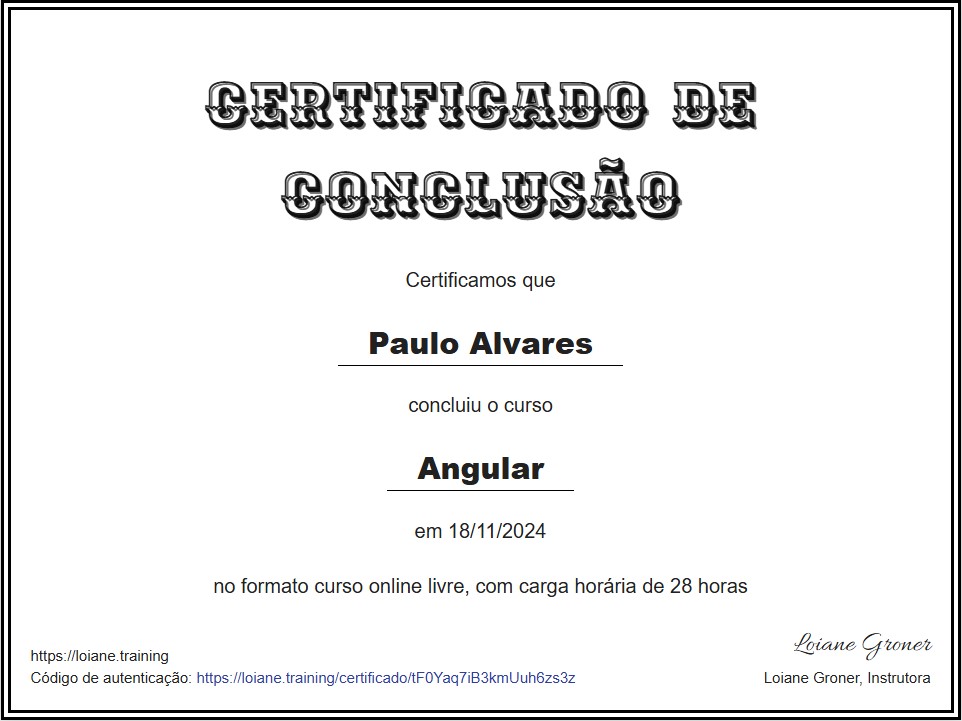 CERTIFICADO DE
CONCLUSÃO
Certificamos que
Paulo Alvares
concluiu o curso
Angular
em 18/11/2024
no formato curso online livre, com carga horária de 28 horas
Loiane Groner
https://loiane.training
Código de autenticação: https://loiane.training/certificado/tF0Yaq7iB3kmUuh6zs3z
Loiane Groner, Instrutora